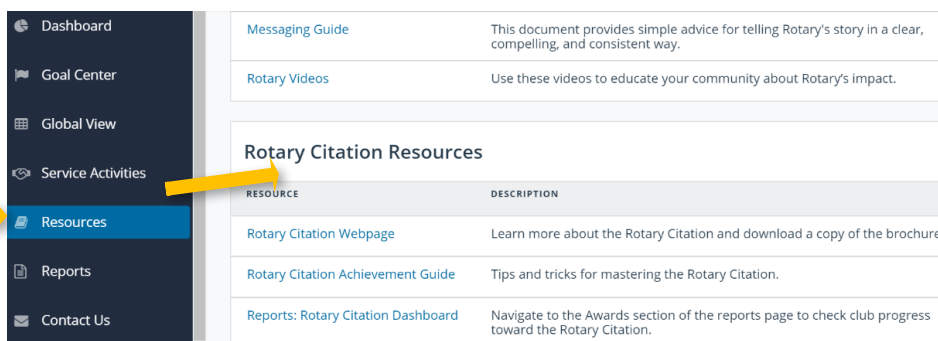 Dashboard
Goal Center
Global View
Service Activities
Resources
Reports
Contact Us
Messaging Guide
This document provides simple advice for telling Rotary's story in a clear,
compelling, and consistent way.
Rotary Videos
Use these videos to educate your community about Rotary’s impact.
Rotary Citation Resources
RESOURCE
DESCRIPTION
Rotary Citation Webpage
Learn more about the Rotary Citation and download a copy of the brochure
Rotary Citation Achievement Guide
Tips and tricks for mastering the Rotary Citation.
Reports: Rotary Citation Dashboard
Navigate to the Awards section of the reports page to check club progress
toward the Rotary Citation.